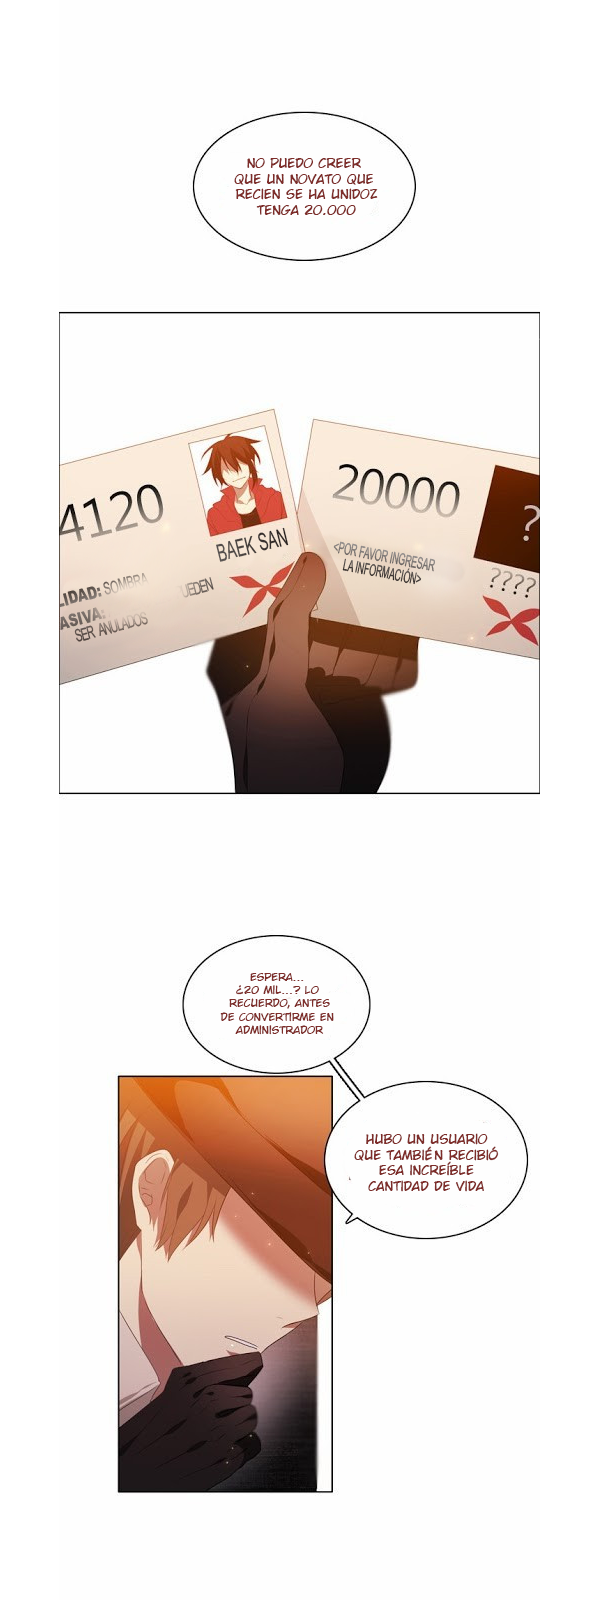 NO PUEDO CREER
QUE UN NOVATO QUE
RECIEN SE HA UNIDOZ
TENGA 20.000
4120
BAEK SAN
LIDAD: SOMBRA
UEDEN
ASIVA:
SER ANULADOS
20000
?
<POR FAVOR INGRESAR
LA INFORMACIÓN>
????
ESPERA...
¿20 MIL...? LO
RECUERDO, ANTES
DE CONVERTIRME EN
ADMINISTRADOR
HUBO UN USUARIO
QUE TAMBIÉN RECIBIÓ
ESA INCREÍBLE
CANTIDAD DE VIDA